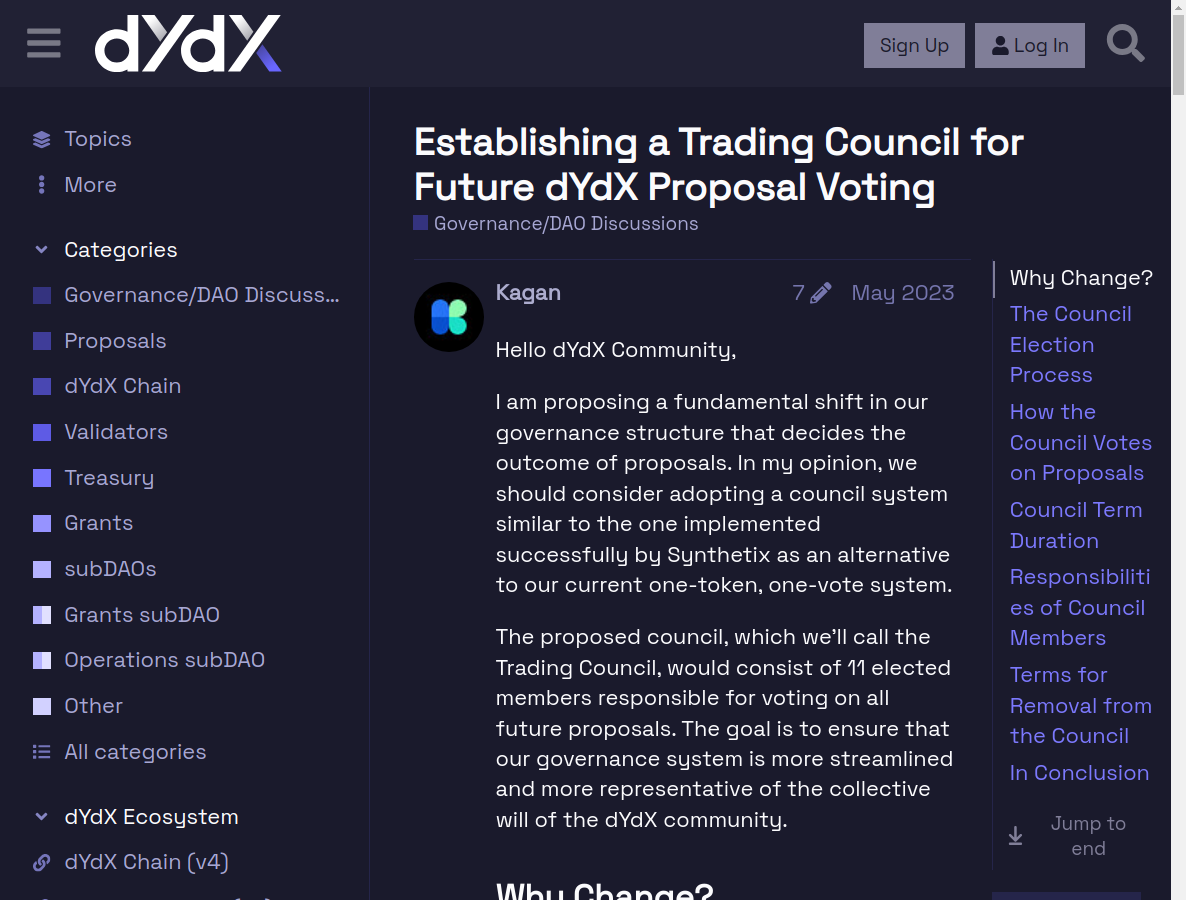 dYdX
Sign Up
Log In
Topics
More
Categories
Governance/DAO Discuss...
Proposals
dYdX Chain
Validators
Treasury
Grants
subDAOs
Grants subDAO
Operations subDAO
Other
All categories
dYdX Ecosystem
dYdX Chain (v4)
Establishing a Trading Council for
Future dYdX Proposal Voting
Governance/DAO Discussions
Kagan
7
May 2023
Hello dYdX Community,
I am proposing a fundamental shift in our
governance structure that decides the
outcome of proposals. In my opinion, we
should consider adopting a council system
similar to the one implemented
successfully by Synthetix as an alternative
to our current one-token, one-vote system.
The proposed council, which we’ll call the
Trading Council, would consist of 11 elected
members responsible for voting on all
future proposals. The goal is to ensure that
our governance system is more streamlined
and more representative of the collective
will of the dYdX community.
Why Change?
Why Change?
The Council
Election
Process
How the
Council Votes
on Proposals
Council Term
Duration
Responsibiliti
es of Council
Members
Terms for
Removal from
the Council
In Conclusion
Jump to
end